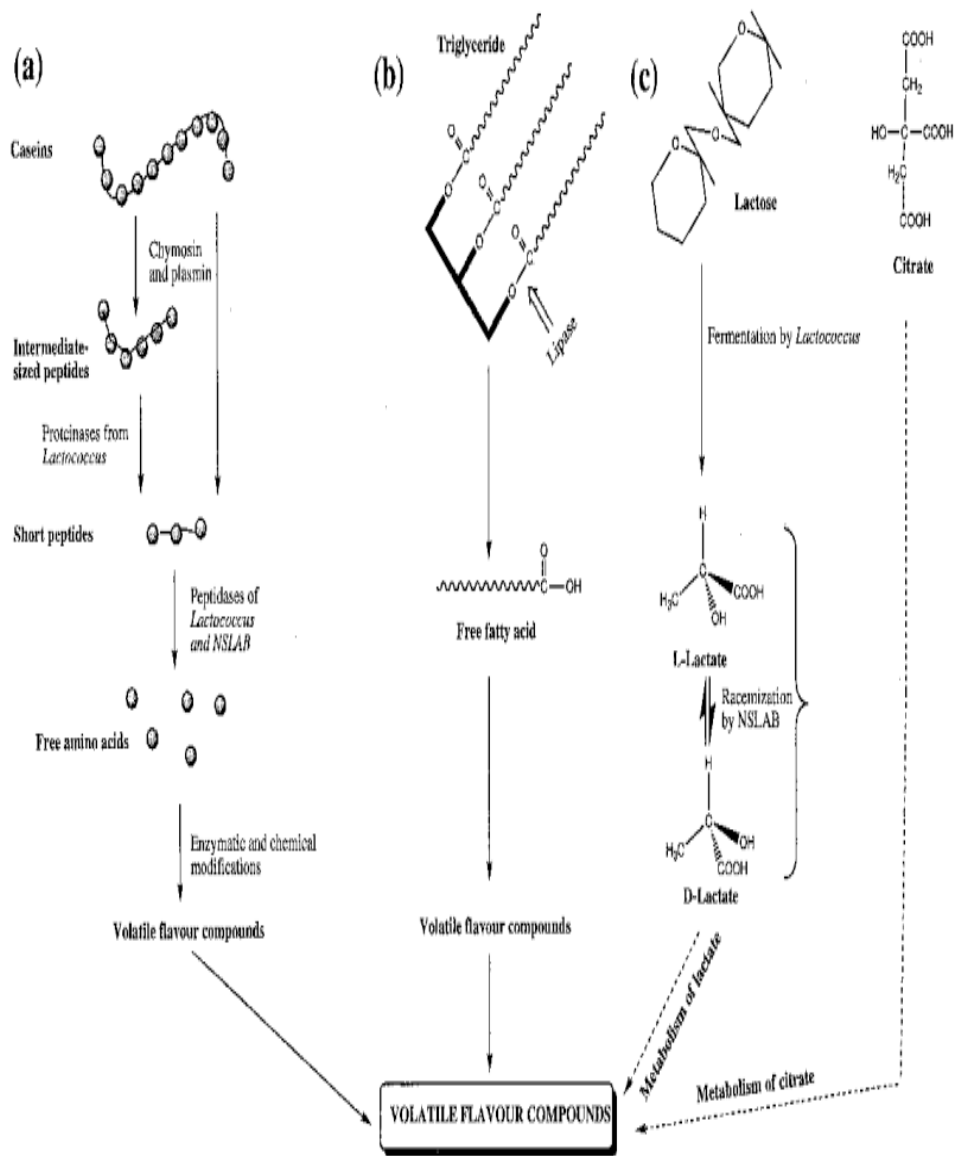 (a)
Caseins
Chymosin
and plasmin
Intermediate-
sized peptides
Proteinases from
Lactococcus
Short peptides
Peptidases of
Lactococcus
and NSLAB
Free amino acids
Enzymatic and chemical
modifications
Volatile flavour compounds
(b)
Triglyceride
O
C
O
O
C
O
O
C
O
Lipase
O
C—OH
Free fatty acid
Volatile flavour compounds
(c)
O
O
O
Lactose
Fermentation by Lactococcus
H
C
H3C
COOH
OH
L-Lactate
Racemization
by NSLAB
H
C
H3C
OH
COOH
D-Lactate
Metabolism of lactate
COOH
CH2
HO—C—COOH
H2C
COOH
Citrate
Metabolism of citrate
VOLATILE FLAVOUR COMPOUNDS